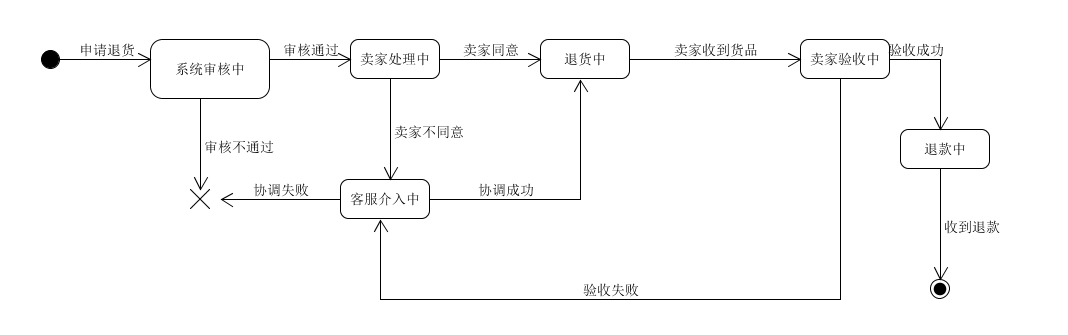 申请退货
审核通过
卖家同意
卖家收到货品
验收成功
系统审核中
卖家处理中
退货中
卖家验收中
卖家不同意
审核不通过
退款中
协调失败
客服介入中
协调成功
收到退款
验收失败